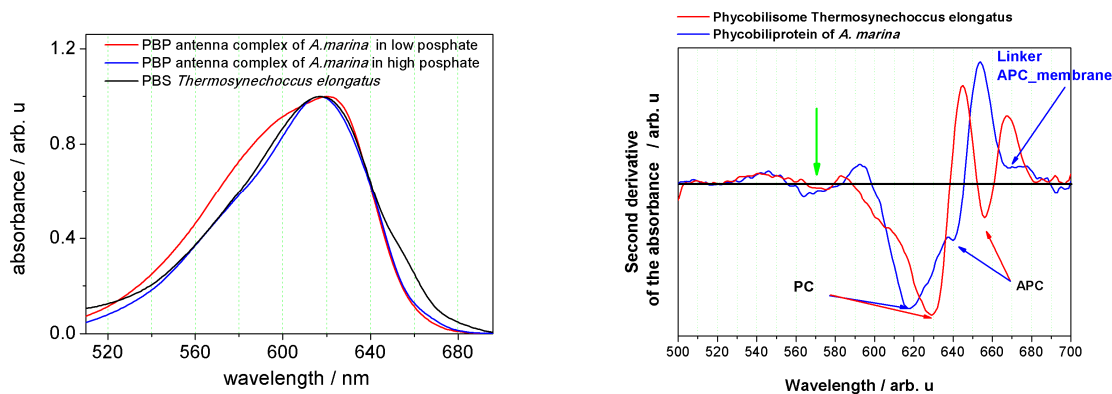 PBP antenna complex of A.marina in low posphate
PBP antenna complex of A.marina in high posphate
PBS Thermosynechoccus elongatus
1.2
0.8
0.4
0.0
absorbance / arb. u
520 560 600 640 680
wavelength / nm
Phycobilisome Thermosynechoccus elongatus
Phycobiliprotein of A. marina
Linker
APC_membrane
PC
APC
Second derivative
of the absorbance / arb. u
500 520 540 560 580 600 620 640 660 680 700
Wavelength / arb. u